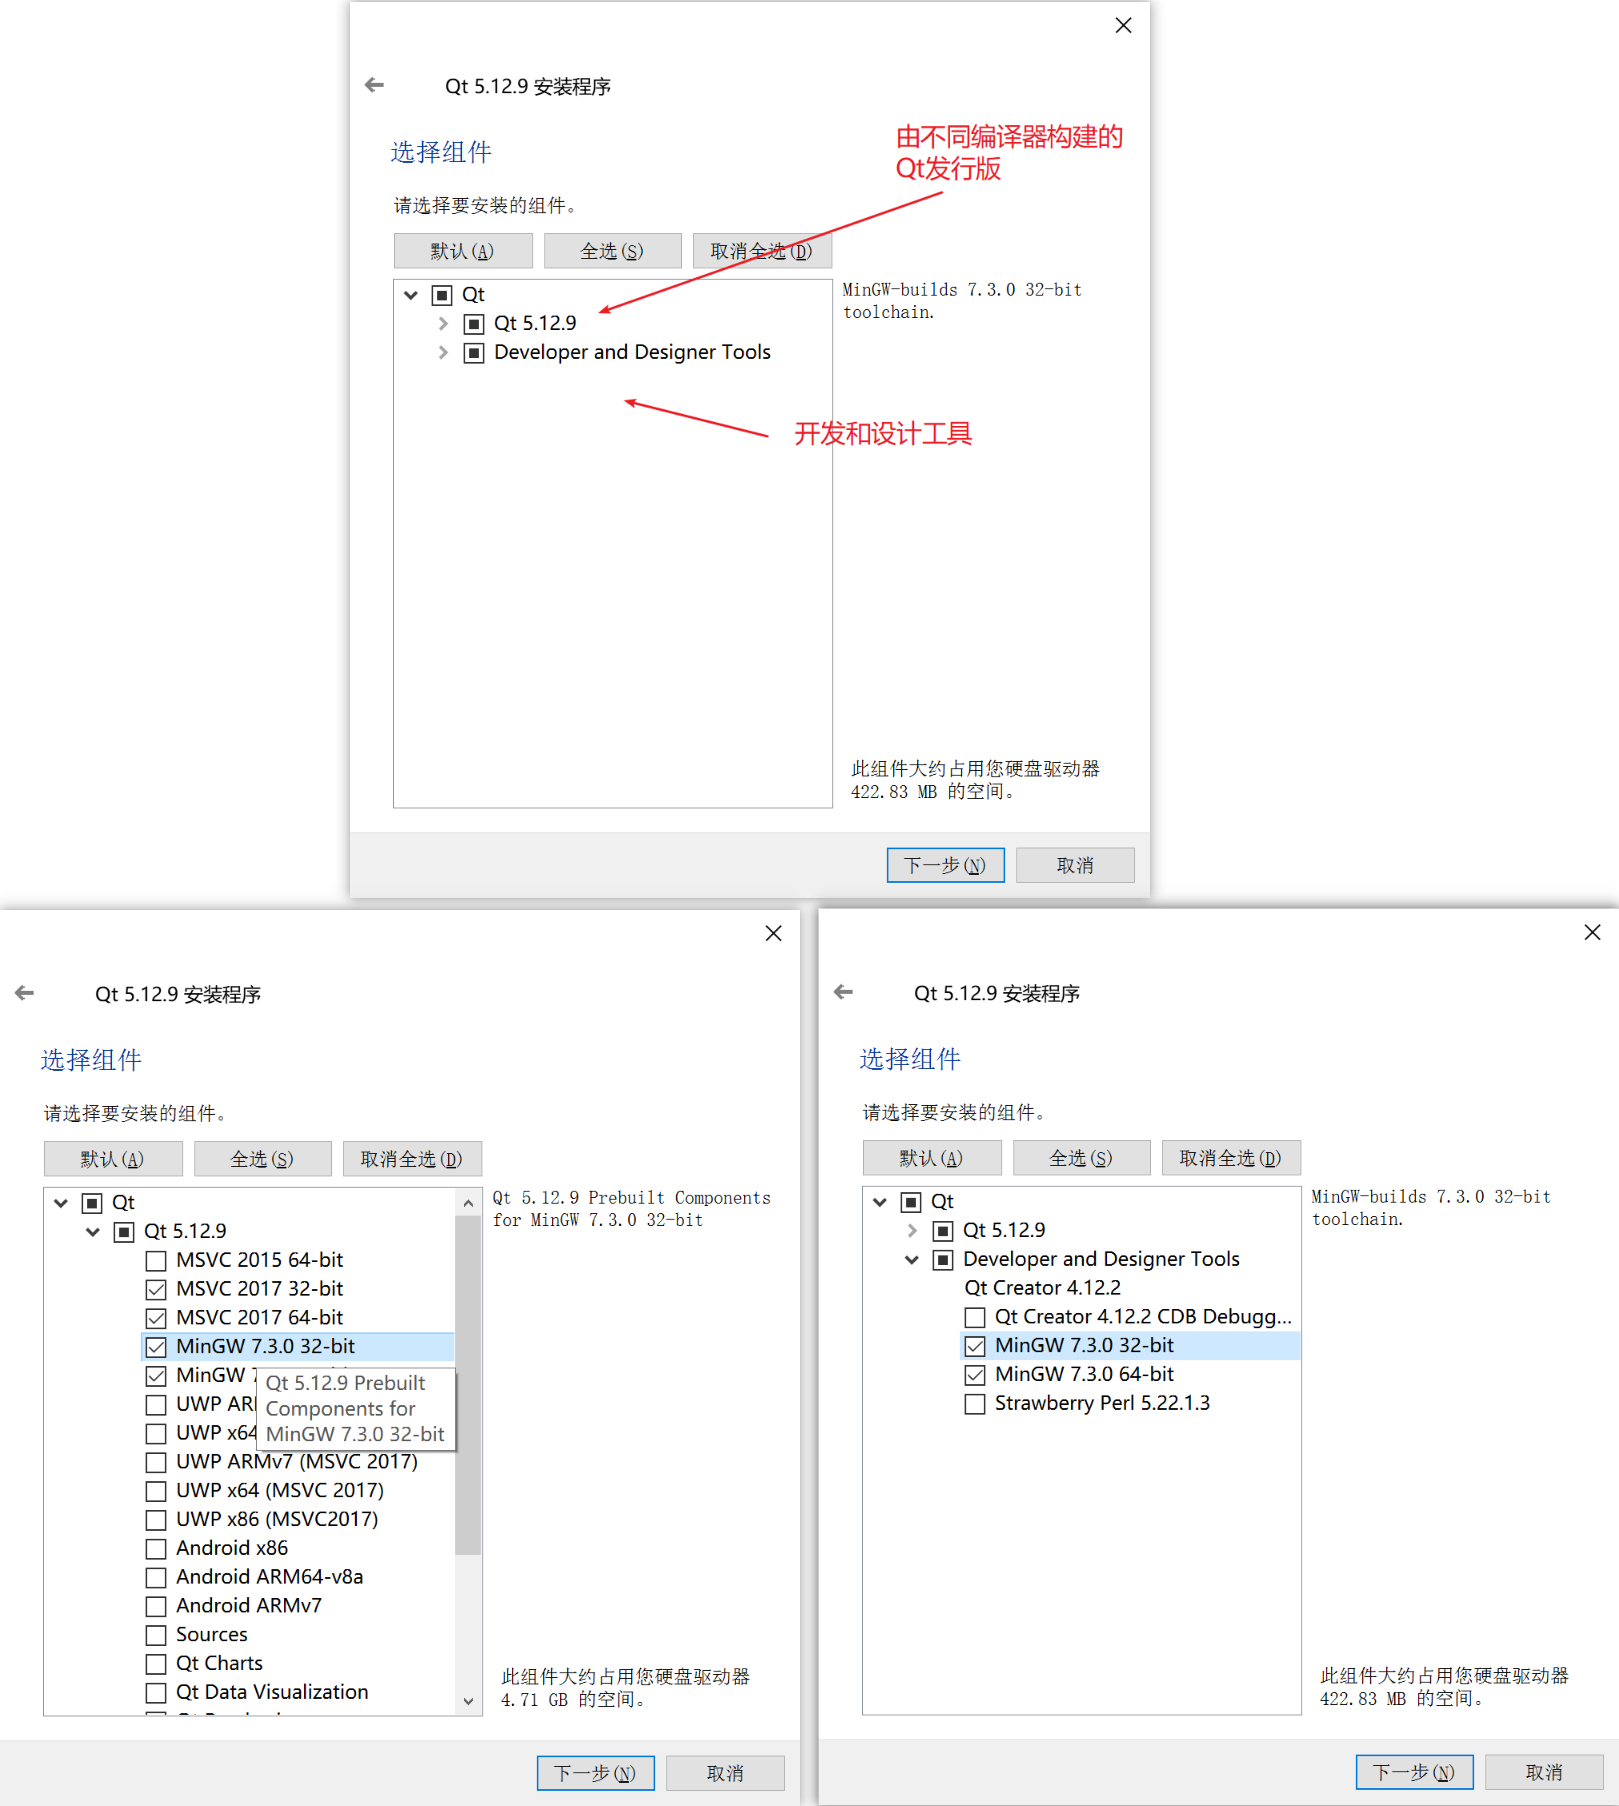 Qt 5.12.9 安装程序
选择组件
由不同编译器构建的
Qt发行版
请选择要安装的组件。
默认(A)
全选(S)
取消全选(D)
Qt
Qt 5.12.9
Developer and Designer Tools
MinGW-builds 7.3.0 32-bit
toolchain.
开发和设计工具
此组件大约占用您硬盘驱动器
422.83 MB 的空间。
下一步(N)
取消
Qt 5.12.9 安装程序
选择组件
请选择要安装的组件。
默认(A)
全选(S)
取消全选(D)
Qt
Qt 5.12.9
MSVC 2015 64-bit
MSVC 2017 32-bit
MSVC 2017 64-bit
MinGW 7.3.0 32-bit
MinGW
Qt 5.12.9 Prebuilt
Components for
MinGW 7.3.0 32-bit
UWP
UWP x64
UWP ARMv7 (MSVC 2017)
UWP x64 (MSVC 2017)
UWP x86 (MSVC2017)
Android x86
Android ARM64-v8a
Android ARMv7
Sources
Qt Charts
Qt Data Visualization
Qt 5.12.9 Prebuilt Components
for MinGW 7.3.0 32-bit
此组件大约占用您硬盘驱动器
4.71 GB 的空间。
下一步(N)
取消
Qt 5.12.9 安装程序
选择组件
请选择要安装的组件。
默认(A)
全选(S)
取消全选(D)
Qt
Qt 5.12.9
Developer and Designer Tools
Qt Creator 4.12.2
Qt Creator 4.12.2 CDB Debugg...
MinGW 7.3.0 32-bit
MinGW 7.3.0 64-bit
Strawberry Perl 5.22.1.3
MinGW-builds 7.3.0 32-bit
toolchain.
此组件大约占用您硬盘驱动器
422.83 MB 的空间。
下一步(N)
取消